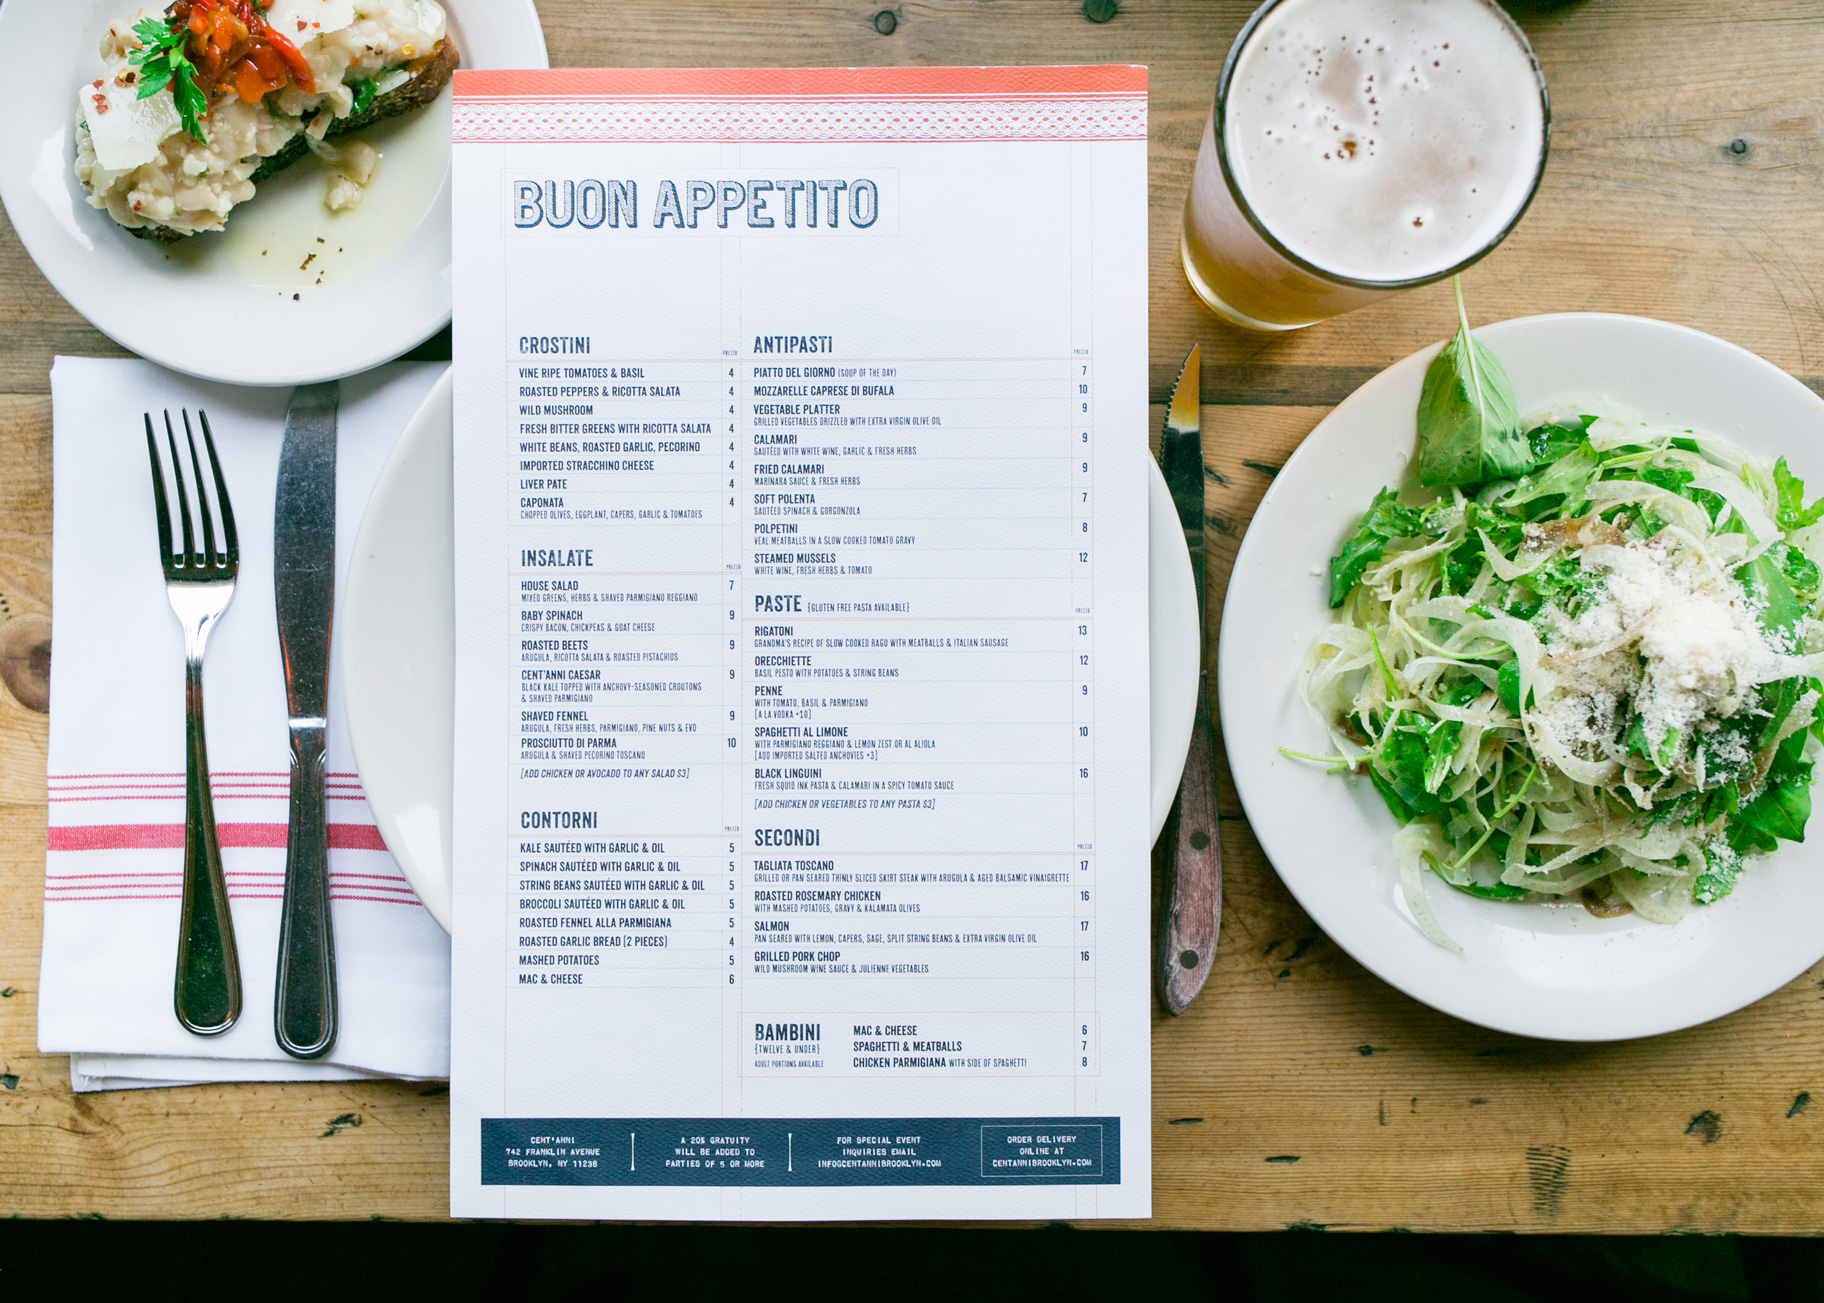 BUON APPETITO
CROSTINI PREZZO
VINE RIPE TOMATOES & BASIL 4
ROASTED PEPPERS & RICOTTA SALATA 4
WILD MUSHROOM 4
FRESH BITTER GREENS WITH RICOTTA SALATA 4
WHITE BEANS, ROASTED GARLIC, PECORINO 4
IMPORTED STRACCHINO CHEESE 4
LIVER PATE 4
CAPONATA 4
CHOPPED OLIVES, EGGPLANT, CAPERS, GARLIC & TOMATOES
INSALATE PREZZO
HOUSE SALAD 7
MIXED GREENS, HERBS & SHAVED PARMIGIANO REGGIANO
BABY SPINACH 9
CRISPY BACON, CHICKPEAS & GOAT CHEESE
ROASTED BEETS 9
ARUGULA, RICOTTA SALATA & ROASTED PISTACHIOS
CENT'ANNI CAESAR 9
BLACK KALE TOPPED WITH ANCHOVY-SEASONED CROUTONS
& SHAVED PARMIGIANO
SHAVED FENNEL 9
ARUGULA, FRESH HERBS, PARMIGIANO, PINE NUTS & EVO
PROSCIUTTO DI PARMA 10
ARUGULA & SHAVED PECORINO TOSCANO
[ADD CHICKEN OR AVOCADO TO ANY SALAD $3]
CONTORNI PREZZO
KALE SAUTÉED WITH GARLIC & OIL 5
SPINACH SAUTÉED WITH GARLIC & OIL 5
STRING BEANS SAUTÉED WITH GARLIC & OIL 5
BROCCOLI SAUTÉED WITH GARLIC & OIL 5
ROASTED FENNEL ALLA PARMIGIANA 5
ROASTED GARLIC BREAD (2 PIECES) 4
MASHED POTATOES 5
MAC & CHEESE 6
ANTIPASTI PREZZO
PIATTO DEL GIORNO (SOUP OF THE DAY) 7
MOZZARELLE CAPRESE DI BUFALA 10
VEGETABLE PLATTER 9
GRILLED VEGETABLES DRIZZLED WITH EXTRA VIRGIN OLIVE OIL
CALAMARI 9
SAUTÉED WITH WHITE WINE, GARLIC & FRESH HERBS
FRIED CALAMARI 9
MARINARA SAUCE & FRESH HERBS
SOFT POLENTA 7
SAUTÉED SPINACH & GORGONZOLA
POLPETINI 8
VEAL MEATBALLS IN A SLOW COOKED TOMATO GRAVY
STEAMED MUSSELS 12
WHITE WINE, FRESH HERBS & TOMATO
PASTE {GLUTEN FREE PASTA AVAILABLE} PREZZO
RIGATONI 13
GRANDMA'S RECIPE OF SLOW COOKED RAGU WITH MEATBALLS & ITALIAN SAUSAGE
ORECCHIETTE 12
BASIL PESTO WITH POTATOES & STRING BEANS
PENNE 9
WITH TOMATO, BASIL & PARMIGIANO
[A LA VODKA +10]
SPAGHETTI AL LIMONE 10
WITH PARMIGIANO REGGIANO & LEMON ZEST OR AL ALIOLA
[ADD IMPORTED SALTED ANCHOVIES +3]
BLACK LINGUINI 16
FRESH SQUID INK PASTA & CALAMARI IN A SPICY TOMATO SAUCE
[ADD CHICKEN OR VEGETABLES TO ANY PASTA $3]
SECONDI PREZZO
TAGLIATA TOSCANO 17
GRILLED OR PAN SEARED THINLY SLICED SKIRT STEAK WITH ARUGULA & AGED BALSAMIC VINAIGRETTE
ROASTED ROSEMARY CHICKEN 16
WITH MASHED POTATOES, GRAVY & KALAMATA OLIVES
SALMON 17
PAN SEARED WITH LEMON, CAPERS, SAGE, SPLIT STRING BEANS & EXTRA VIRGIN OLIVE OIL
GRILLED PORK CHOP 16
WILD MUSHROOM WINE SAUCE & JULIENNE VEGETABLES
BAMBINI
{TWELVE & UNDER}
ADULT PORTIONS AVAILABLE
MAC & CHEESE 6
SPAGHETTI & MEATBALLS 7
CHICKEN PARMIGIANA WITH SIDE OF SPAGHETTI 8
CENT'ANNI
742 FRANKLIN AVENUE
BROOKLYN, NY 11238
A 20% GRATUITY
WILL BE ADDED TO
PARTIES OF 5 OR MORE
FOR SPECIAL EVENT
INQUIRIES EMAIL
INFO@CENTANNIBROOKLYN.COM
ORDER DELIVERY
ONLINE AT
CENTANNIBROOKLYN.COM